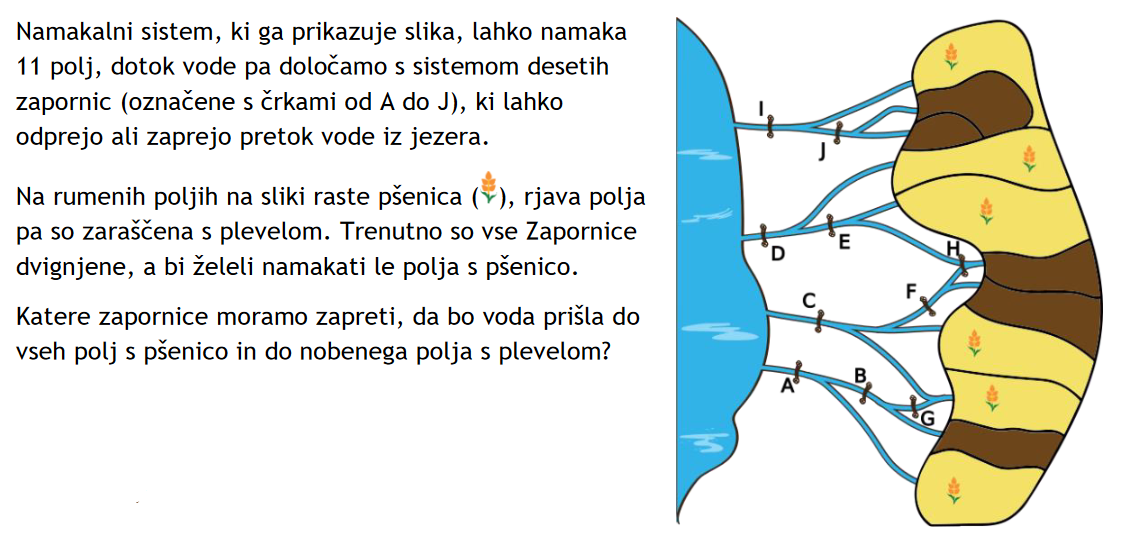 Namakalni sistem, ki ga prikazuje slika, lahko namaka
11 polj, dotok vode pa določamo s sistemom desetih
zapornic (označene s črkami od A do J), ki lahko
odprejo ali zaprejo pretok vode iz jezera.
Na rumenih poljih na sliki raste pšenica ( ), rjava polja
pa so zaraščena s plevelom. Trenutno so vse Zapornice
dvignjene, a bi želeli namakati le polja s pšenico.
Katere zapornice moramo zapreti, da bo voda prišla do
vseh polj s pšenico in do nobenega polja s plevelom?
I
J
D
E
H
F
C
A
B
G